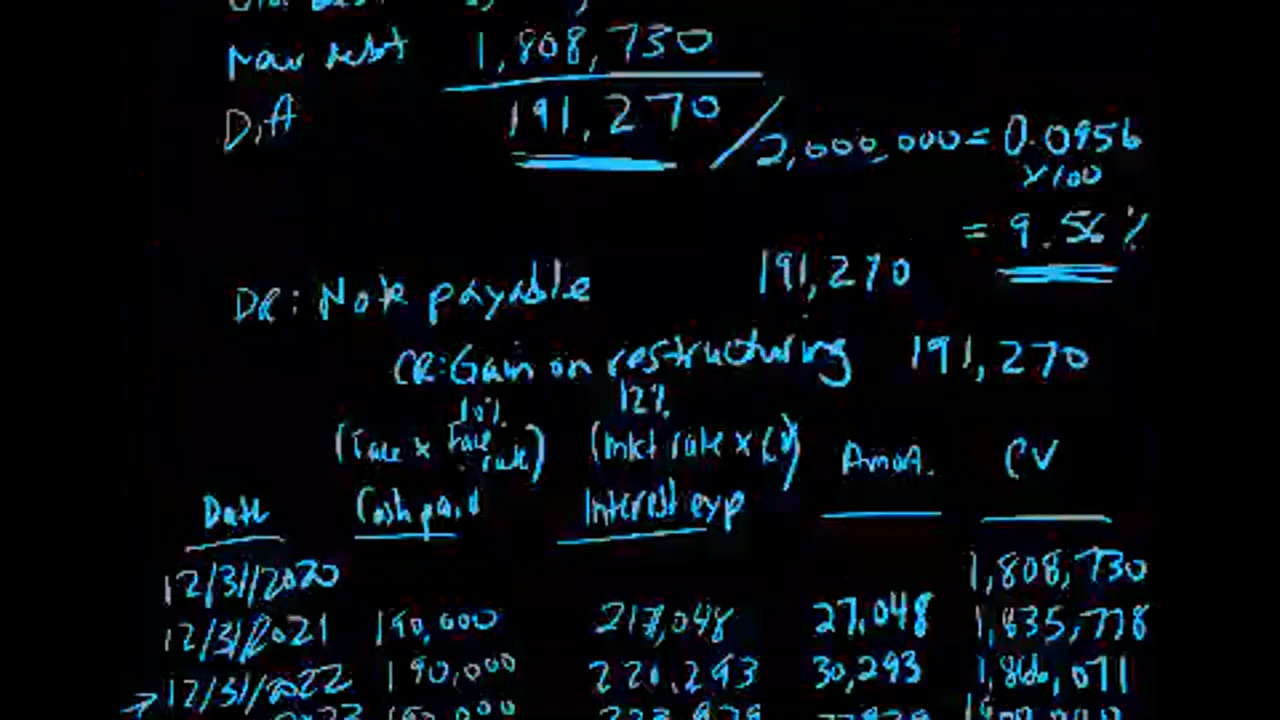 New debt 1,808,730
Diff 191,270 / 2,000,000 = 0.0956
x100
= 9.56 %
DR: Note payable 191,270
CR: Gain on restructuring 191,270
10% 12%
(Face x Face rate) (Mkt rate x CV) Amort. CV
Date Cash paid Interest exp
12/31/2020 1,808,730
12/31/2021 190,000 217,048 27,048 1,835,778
→ 12/31/2022 190,000 220,293 30,293 1,866,071
190,000